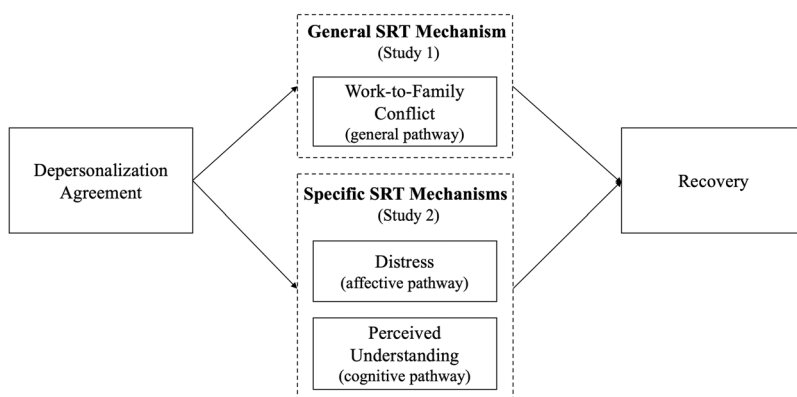 General SRT Mechanism
(Study 1)
Work-to-Family
Conflict
(general pathway)
Depersonalization
Agreement
Recovery
Specific SRT Mechanisms
(Study 2)
Distress
(affective pathway)
Perceived
Understanding
(cognitive pathway)